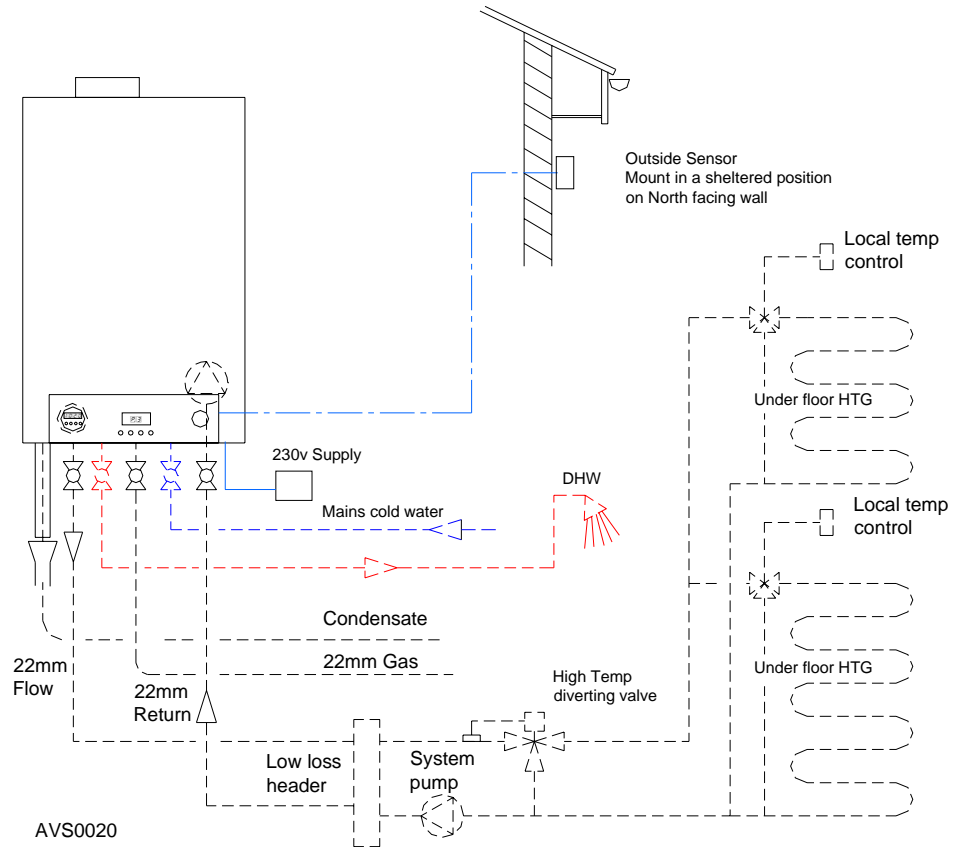 Outside Sensor
Mount in a sheltered position
on North facing wall
Local temp
control
Under floor HTG
230v Supply
DHW
Mains cold water
Local temp
control
Condensate
22mm Gas
22mm
Flow
22mm
Return
High Temp
diverting valve
Under floor HTG
Low loss
header
System
pump
AVS0020